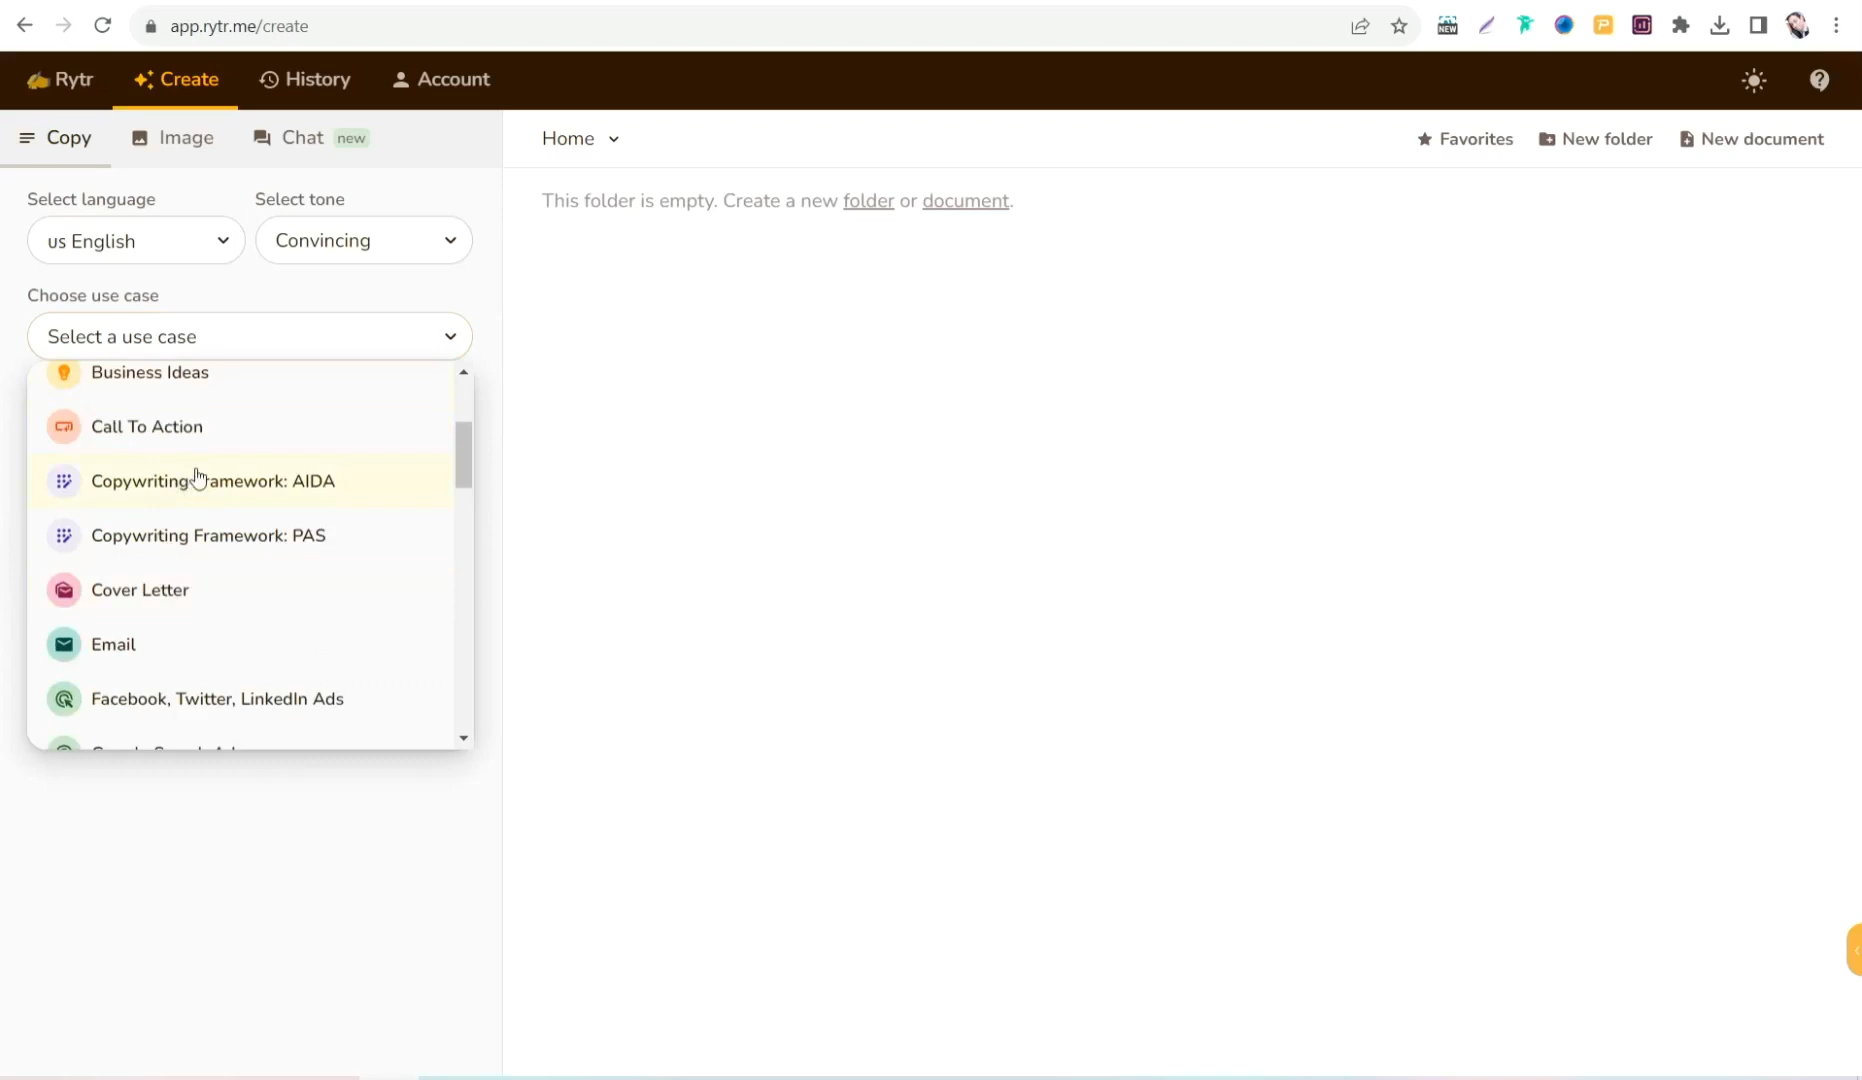 app.rytr.me/create
NEW
Rytr
Create
History
Account
Copy
Image
Chat new
Home
Favorites
New folder
New document
Select language
Select tone
us English
Convincing
This folder is empty. Create a new folder or document.
Choose use case
Select a use case
Business Ideas
Call To Action
Copywriting Framework: AIDA
Copywriting Framework: PAS
Cover Letter
Email
Facebook, Twitter, LinkedIn Ads